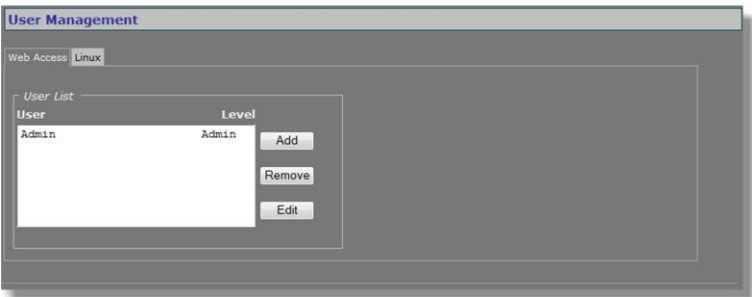 User Management
Web Access Linux
User List
User Level
Admin Admin
Add
Remove
Edit